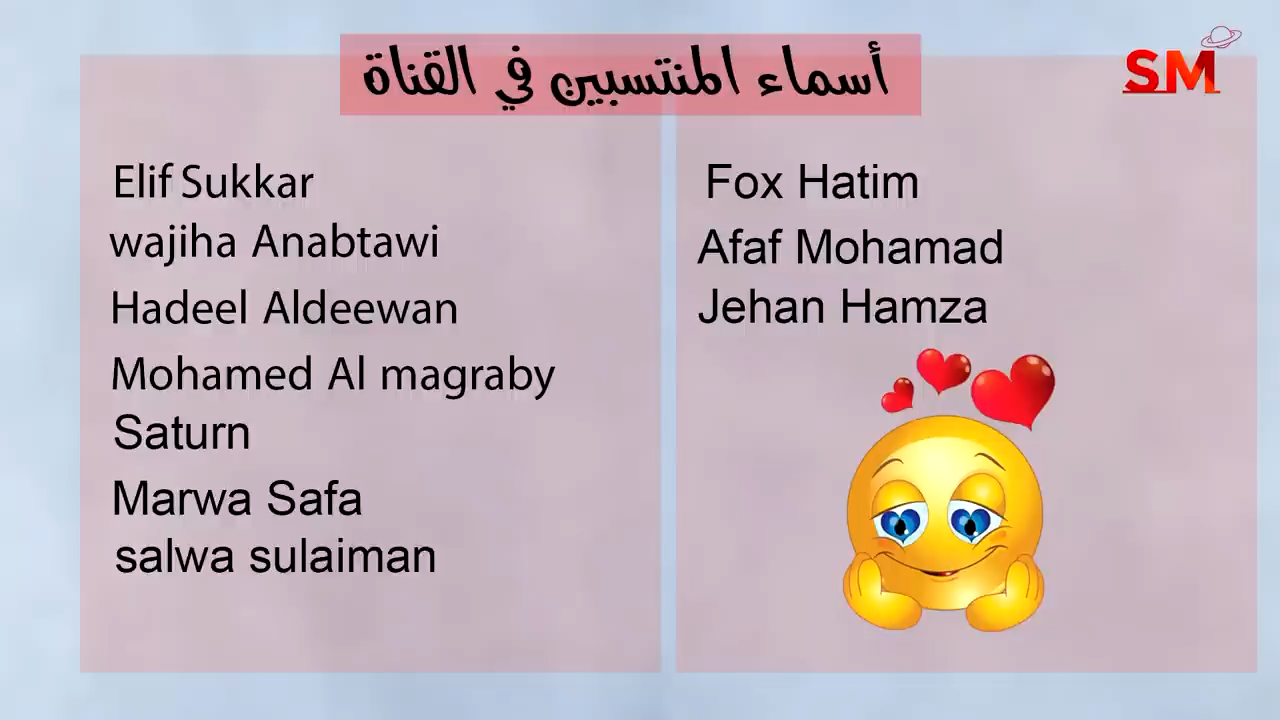 أسماء المنتسبين في القناة
SM
Elif Sukkar
wajiha Anabtawi
Hadeel Aldeewan
Mohamed Al magraby
Saturn
Marwa Safa
salwa sulaiman
Fox Hatim
Afaf Mohamad
Jehan Hamza